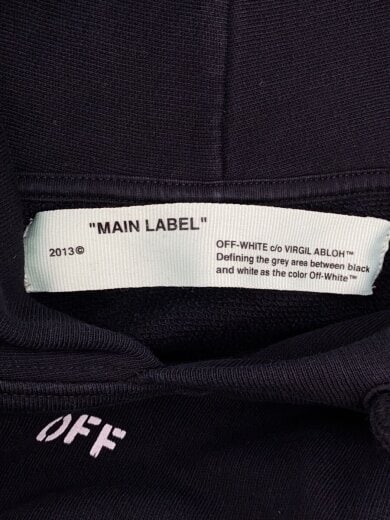 "MAIN LABEL"
2013©
OFF-WHITE c/o VIRGIL ABLOH™
Defining the grey area between black
and white as the color Off-White™
OFF